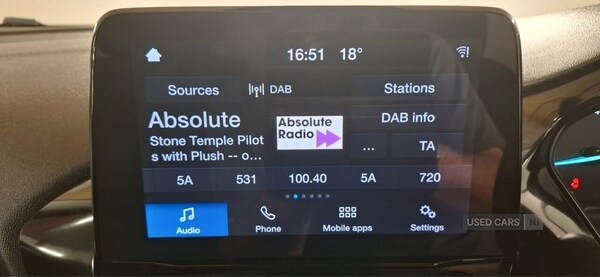 16:51 18°
Sources DAB Stations
Absolute
Absolute
Radio
DAB info
Stone Temple Pilot
s with Plush -- o...
... TA
5A 531 100.40 5A 720
Audio Phone Mobile apps Settings
USED CARS NI